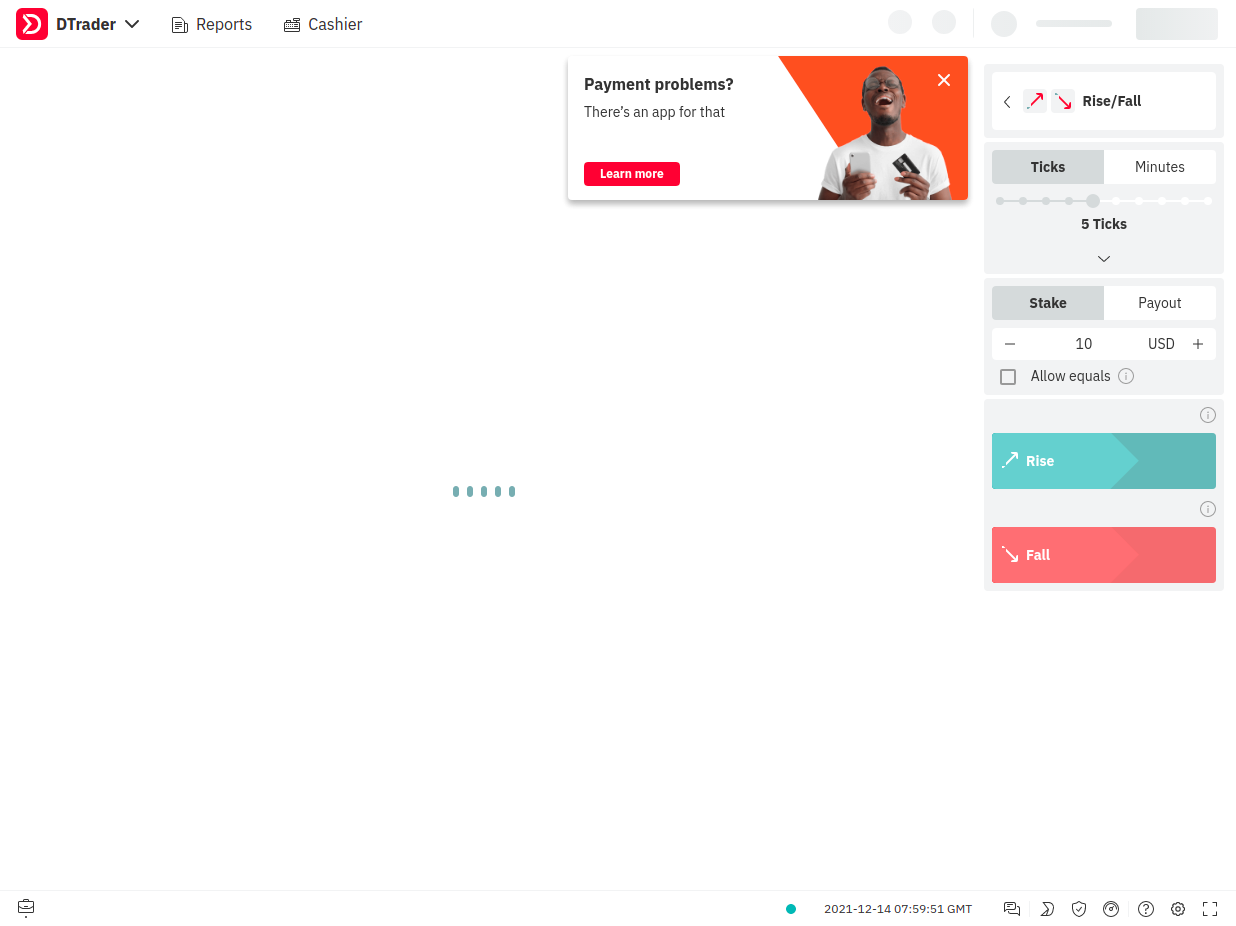 DTrader
Reports
Cashier
Payment problems?
There's an app for that
Learn more
Rise/Fall
Ticks
Minutes
5 Ticks
Stake
Payout
10
USD
Allow equals
Rise
Fall
2021-12-14 07:59:51 GMT